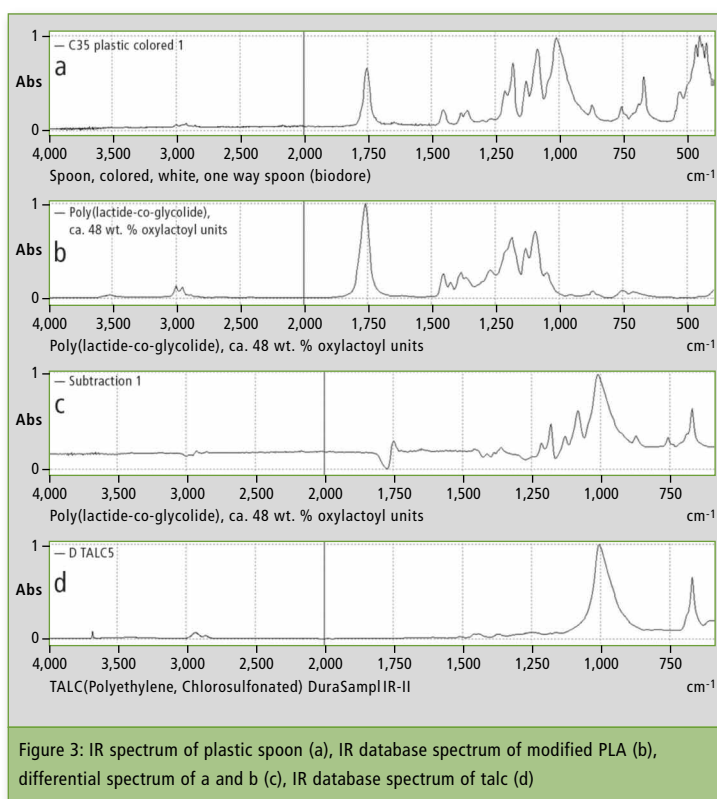 1
— C35 plastic colored 1
a
Abs
0
4,000 3,500 3,000 2,500 2,000 1,750 1,500 1,250 1,000 750 500
Spoon, colored, white, one way spoon (biodore) cm-1
1
— Poly(lactide-co-glycolide),
ca. 48 wt. % oxylactoyl units
b
Abs
0
4,000 3,500 3,000 2,500 2,000 1,750 1,500 1,250 1,000 750 500
Poly(lactide-co-glycolide), ca. 48 wt. % oxylactoyl units cm-1
1
— Subtraction 1
c
Abs
0
4,000 3,500 3,000 2,500 2,000 1,750 1,500 1,250 1,000 750
Poly(lactide-co-glycolide), ca. 48 wt. % oxylactoyl units cm-1
1
— D TALC5
d
Abs
0
4,000 3,500 3,000 2,500 2,000 1,750 1,500 1,250 1,000 750
TALC(Polyethylene, Chlorosulfonated) DuraSamplIR-II cm-1
Figure 3: IR spectrum of plastic spoon (a), IR database spectrum of modified PLA (b),
differential spectrum of a and b (c), IR database spectrum of talc (d)